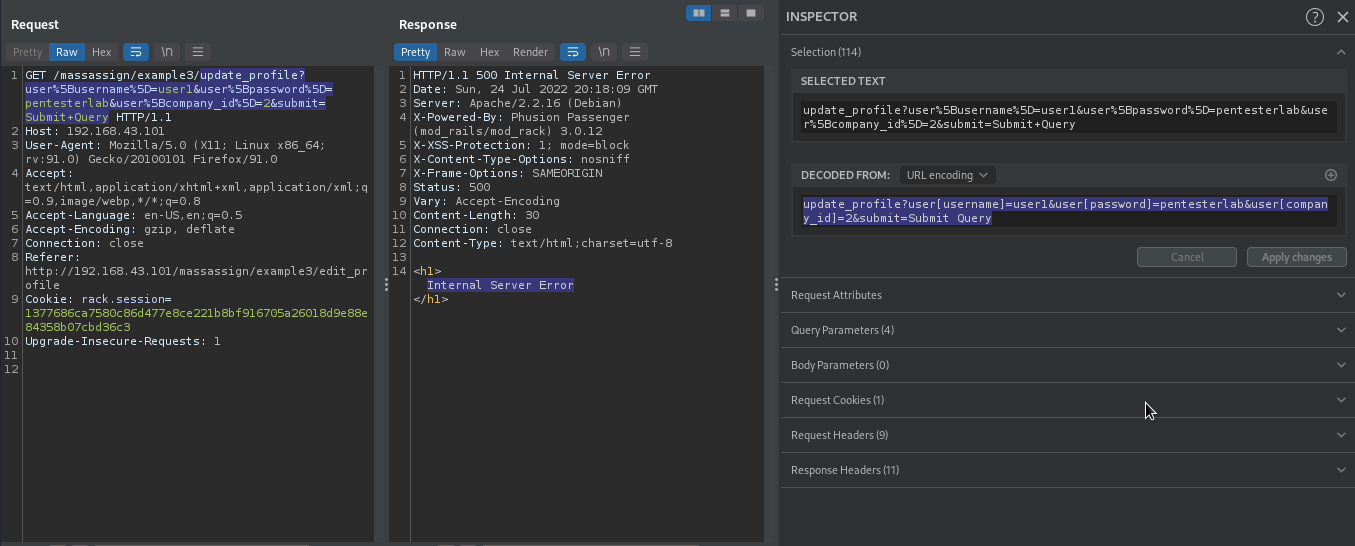 Request
Pretty Raw Hex \n
1 GET /massassign/example3/update_profile?
user%5Busername%5D=user1&user%5Bpassword%5D=
pentesterlab&user%5Bcompany_id%5D=2&submit=
Submit+Query HTTP/1.1
2 Host: 192.168.43.101
3 User-Agent: Mozilla/5.0 (X11; Linux x86_64;
rv:91.0) Gecko/20100101 Firefox/91.0
4 Accept:
text/html,application/xhtml+xml,application/xml;q
=0.9,image/webp,*/*;q=0.8
5 Accept-Language: en-US,en;q=0.5
6 Accept-Encoding: gzip, deflate
7 Connection: close
8 Referer:
http://192.168.43.101/massassign/example3/edit_pr
ofile
9 Cookie: rack.session=
1377686ca7580c86d477e8ce221b8bf916705a26018d9e88e
84358b07cbd36c3
10 Upgrade-Insecure-Requests: 1
11
12
Response
Pretty Raw Hex Render \n
1 HTTP/1.1 500 Internal Server Error
2 Date: Sun, 24 Jul 2022 20:18:09 GMT
3 Server: Apache/2.2.16 (Debian)
4 X-Powered-By: Phusion Passenger
(mod_rails/mod_rack) 3.0.12
5 X-XSS-Protection: 1; mode=block
6 X-Content-Type-Options: nosniff
7 X-Frame-Options: SAMEORIGIN
8 Status: 500
9 Vary: Accept-Encoding
10 Content-Length: 30
11 Connection: close
12 Content-Type: text/html;charset=utf-8
13
14 <h1>
Internal Server Error
</h1>
INSPECTOR
Selection (114)
SELECTED TEXT
update_profile?user%5Busername%5D=user1&user%5Bpassword%5D=pentesterlab&use
r%5Bcompany_id%5D=2&submit=Submit+Query
DECODED FROM: URL encoding
update_profile?user[username]=user1&user[password]=pentesterlab&user[compan
y_id]=2&submit=Submit Query
Cancel Apply changes
Request Attributes
Query Parameters (4)
Body Parameters (0)
Request Cookies (1)
Request Headers (9)
Response Headers (11)